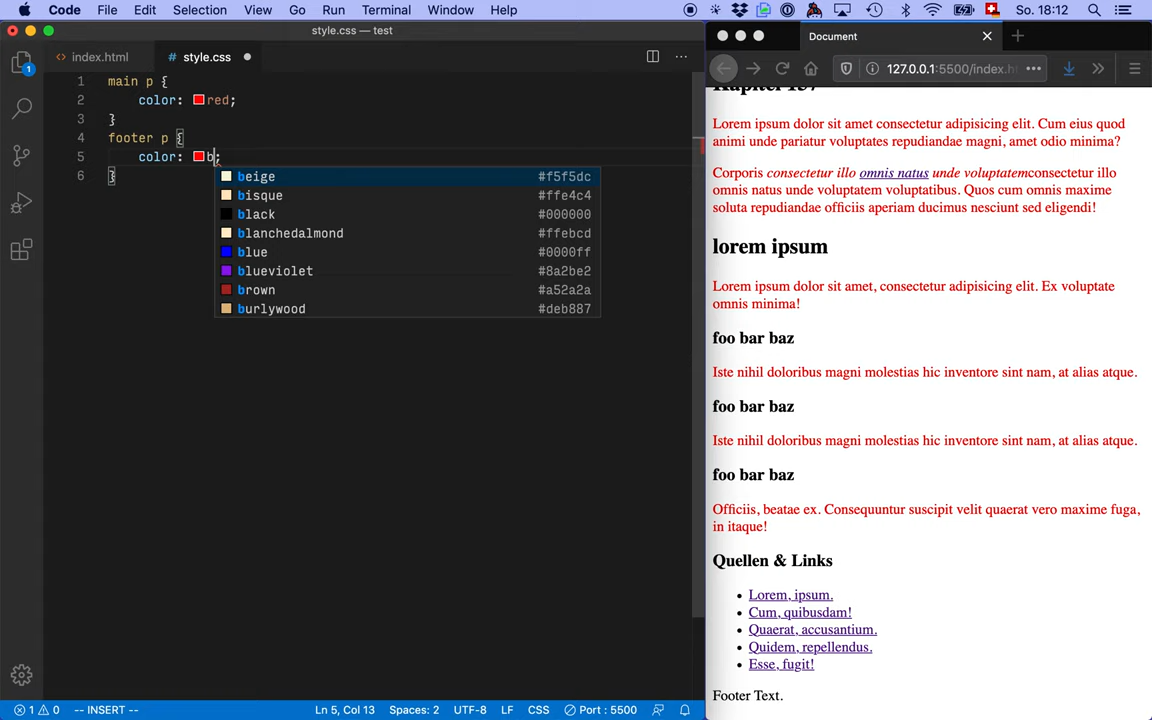 Code File Edit Selection View Go Run Terminal Window Help So. 18:12
style.css — test
index.html # style.css
1 main p {
2 color: red;
3 }
4 footer p {
5 color: b;
6 }
beige #f5f5dc
bisque #ffe4c4
black #000000
blanchedalmond #ffebcd
blue #0000ff
blueviolet #8a2be2
brown #a52a2a
burlywood #deb887
1
1 0 -- INSERT -- Ln 5, Col 13 Spaces: 2 UTF-8 LF CSS Port : 5500
Document
127.0.0.1:5500/index.h
Kapitel 137
Lorem ipsum dolor sit amet consectetur adipisicing elit. Cum eius quod
animi unde pariatur voluptates repudiandae magni, amet odio minima?
Corporis consectetur illo omnis natus unde voluptatemconsectetur illo
omnis natus unde voluptatem voluptatibus. Quos cum omnis maxime
soluta repudiandae officiis aperiam ducimus nesciunt sed eligendi!
lorem ipsum
Lorem ipsum dolor sit amet, consectetur adipisicing elit. Ex voluptate
omnis minima!
foo bar baz
Iste nihil doloribus magni molestias hic inventore sint nam, at alias atque.
foo bar baz
Iste nihil doloribus magni molestias hic inventore sint nam, at alias atque.
foo bar baz
Officiis, beatae ex. Consequuntur suscipit velit quaerat vero maxime fuga,
in itaque!
Quellen & Links
Lorem, ipsum.
Cum, quibusdam!
Quaerat, accusantium.
Quidem, repellendus.
Esse, fugit!
Footer Text.